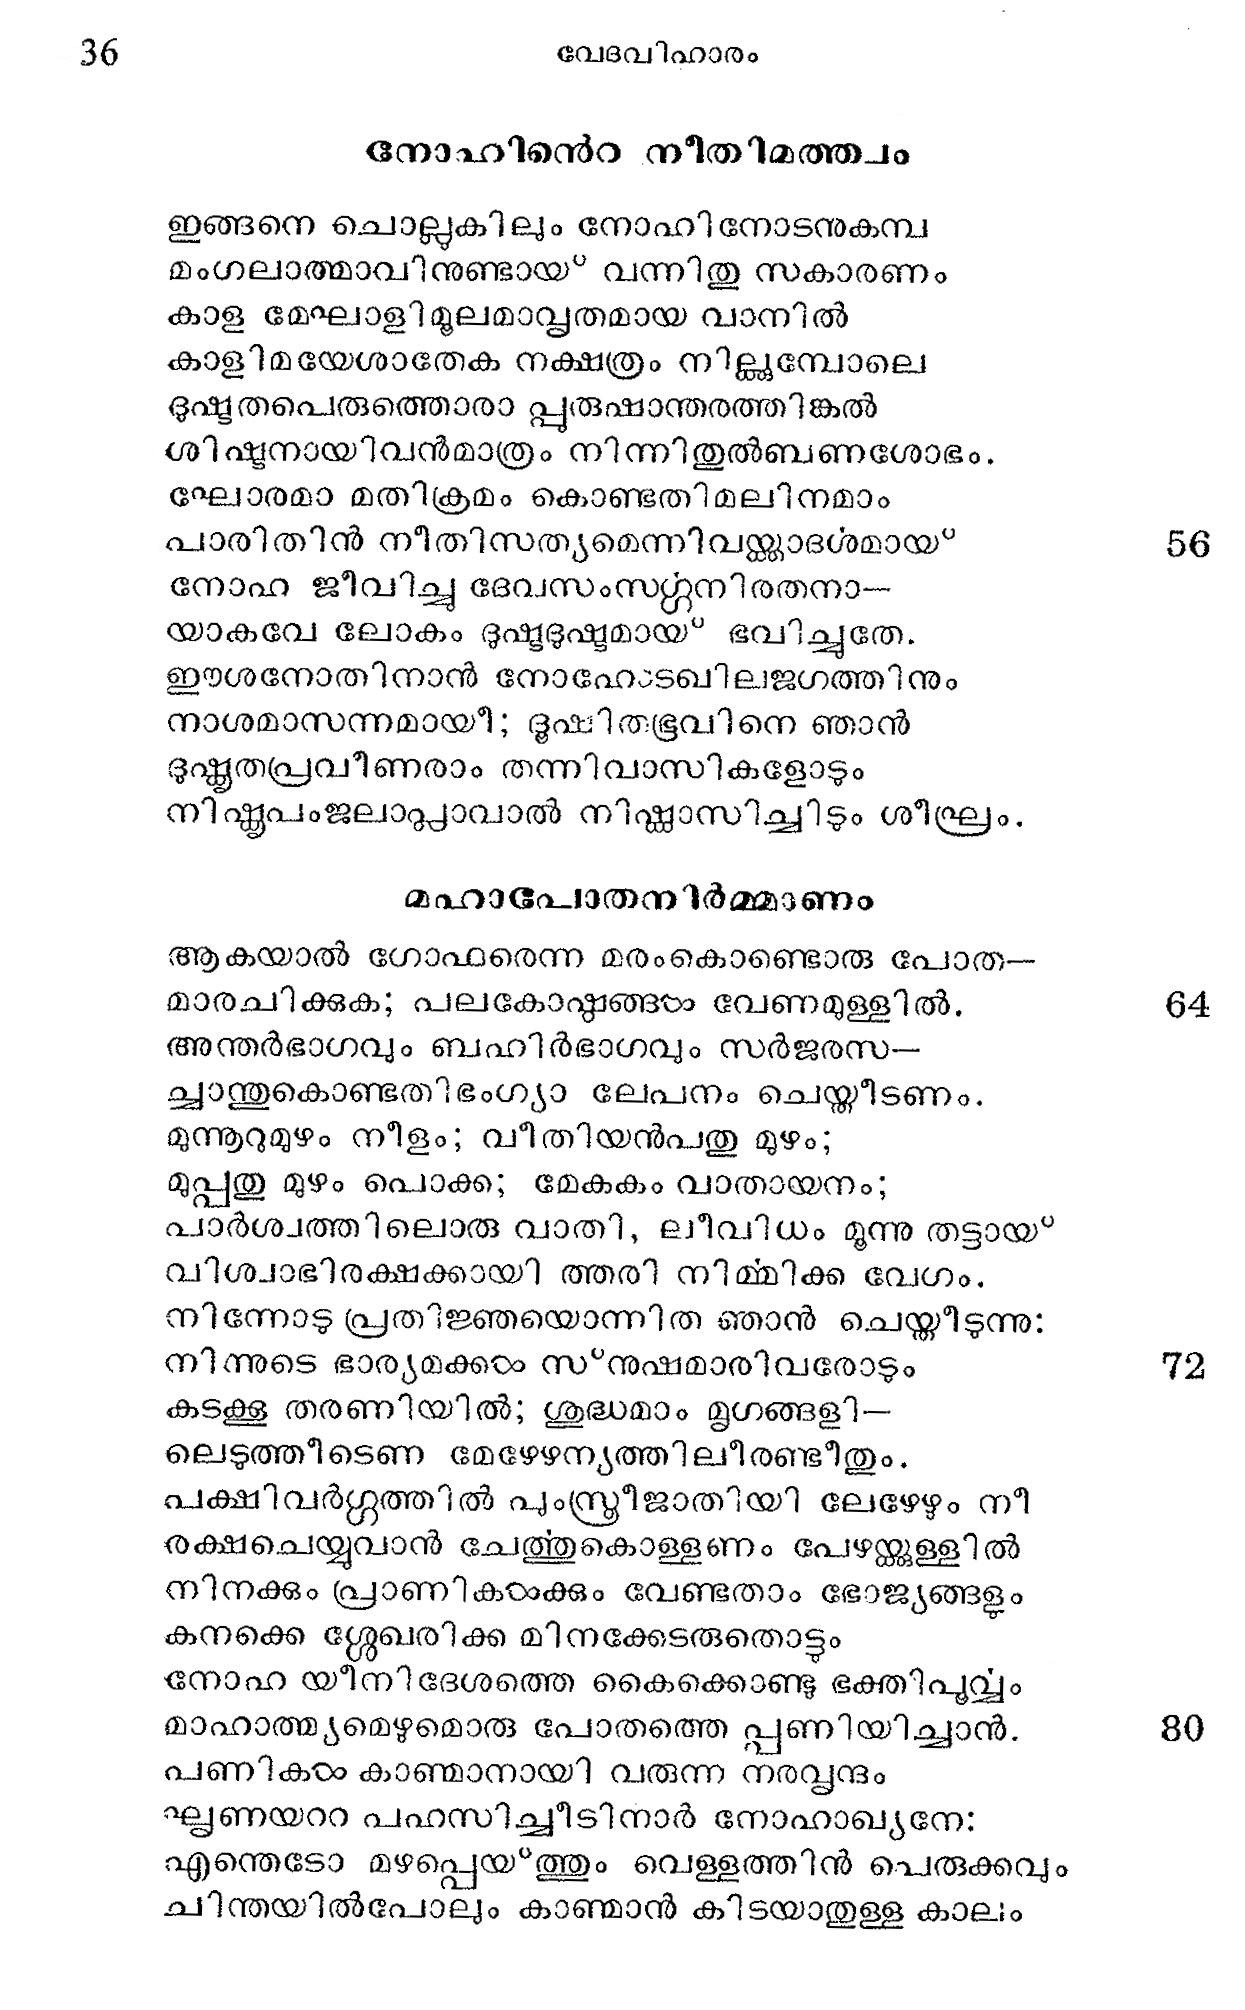 36 വേദവിഹാരം
നോഹിൻെറ നീതിമത്ത്വം
ഇങ്ങനെ ചൊല്ലുകിലും നോഹിനോടനുകമ്പ
മംഗലാത്മാവിനുണ്ടായ് വന്നിതു സകാരണം
കാള മേഘാളിമൂലമാവൃതമായ വാനിൽ
കാളിമയേശാതേക നക്ഷത്രം നില്ക്കുമ്പോലെ
ദുഷ്ടതപെരുത്തൊരാ പ്പുരുഷാന്തരത്തിങ്കൽ
ശിഷ്ടനായിവൻമാത്രം നിന്നിതുൽബണശോഭം.
ഘോരമാ മതിക്രമം കൊണ്ടതിമലിനമാം
പാരിതിൻ നീതിസത്യമെന്നിവയ്ക്കാദൎശമായ് 56
നോഹ ജീവിച്ചു ദേവസംസൎഗ്ഗനിരതനാ—
യാകവേ ലോകം ദുഷ്ടദുഷ്ടമായ് ഭവിച്ചതേ.
ഈശനോതിനാൻ നോഹോടഖിലജഗത്തിനും
നാശമാസന്നമായീ; ദൂഷിതഭൂവിനെ ഞാൻ
ദുഷ്കൃതപ്രവീണരാം തന്നിവാസികളോടും
നിഷ്കൃപംജലാപ്ലാവാൽ നിഷ്കാസിച്ചിടും ശീഘ്രം.
മഹാപോതനിർമ്മാണം
ആകയാൽ ഗോഫരെന്ന മരംകൊണ്ടൊരു പോത—
മാരചിക്കുക; പലകോഷ്ഠങ്ങൾ വേണമുള്ളിൽ. 64
അന്തർഭാഗവും ബഹിർഭാഗവും സർജരസ—
ച്ചാന്തുകൊണ്ടതിഭംഗ്യാ ലേപനം ചെയ്തീടണം.
മുന്നൂറുമുഴം നീളം; വീതിയൻപതു മുഴം;
മുപ്പതു മുഴം പൊക്ക; മേകകം വാതായനം;
പാർശ്വത്തിലൊരു വാതി, ലീവിധം മൂന്നു തട്ടായ്
വിശ്വാഭിരക്ഷക്കായി ത്തരി നിൎമ്മിക്ക വേഗം.
നിന്നോടു പ്രതിജ്ഞയൊന്നിത ഞാൻ ചെയ്തീടുന്നു:
നിന്നുടെ ഭാര്യമക്കൾ സ്നുഷമാരിവരോടും 72
കടക്കൂ തരണിയിൽ; ശുദ്ധമാം മൃഗങ്ങളി—
ലെടുത്തീടെണ മേഴേഴന്യത്തിലീരണ്ടീതും.
പക്ഷിവർഗ്ഗത്തിൽ പുംസ്ത്രീജാതിയി ലേഴേഴും നീ
രക്ഷചെയ്യുവാൻ ചേൎത്തുകൊള്ളണം പേഴയ്ക്കുള്ളിൽ
നിനക്കും പ്രാണികൾക്കും വേണ്ടതാം ഭോജ്യങ്ങളും
കനക്കെ ശ്ശേഖരിക്ക മിനക്കേടരുതൊട്ടും
നോഹ യീനിദേശത്തെ കൈക്കൊണ്ടു ഭക്തിപൂൎവ്വം
മാഹാത്മ്യമെഴുമൊരു പോതത്തെ പ്പണിയിച്ചാൻ. 80
പണികൾ കാണ്മാനായി വരുന്ന നരവൃന്ദം
ഘൃണയററ പഹസിച്ചീടിനാർ നോഹാഖ്യനേ:
എന്തെടോ മഴപ്പെയ്ത്തും വെള്ളത്തിൻ പെരുക്കവും
ചിന്തയിൽപോലും കാണ്മാൻ കിടയാതുള്ള കാലം